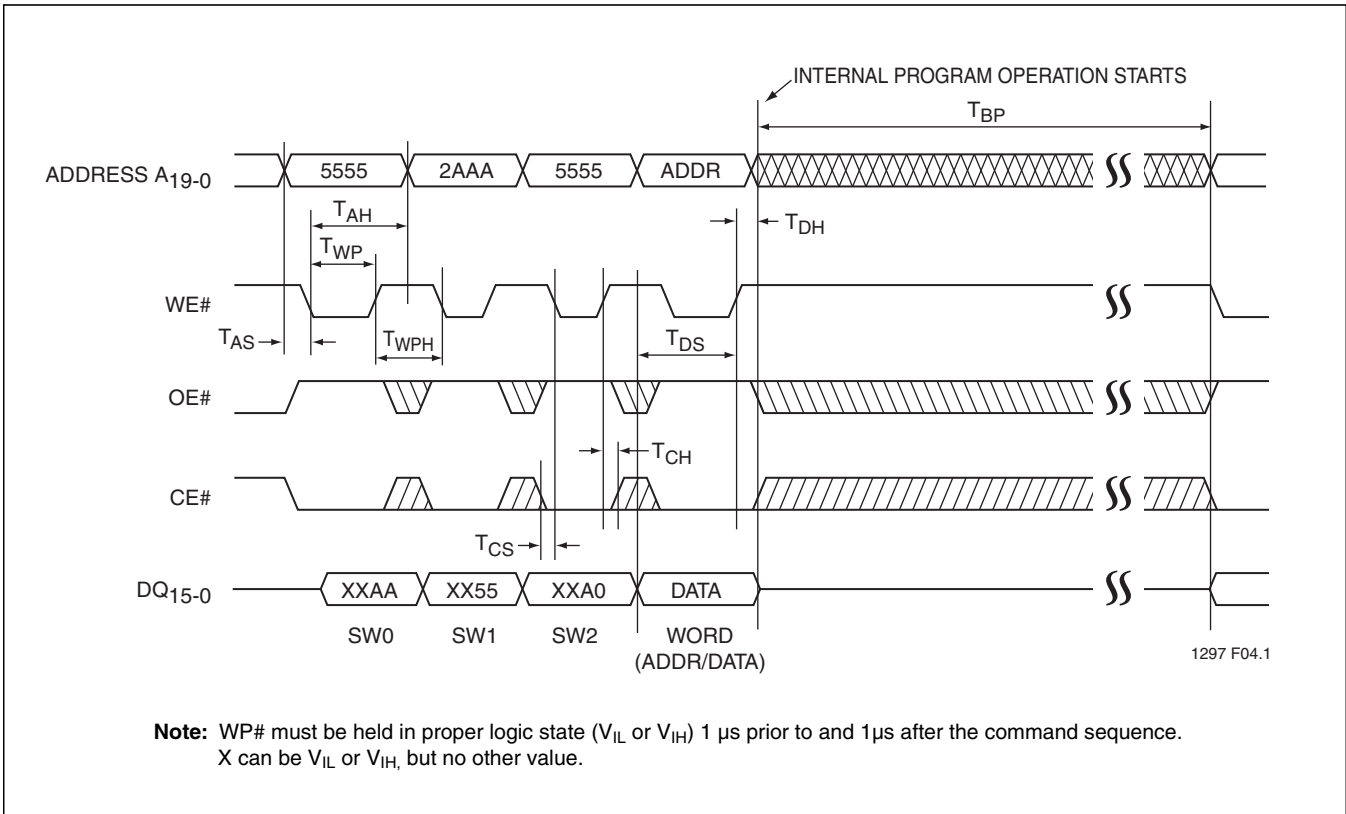 INTERNAL PROGRAM OPERATION STARTS
TBP
ADDRESS A19-0
5555
2AAA
5555
ADDR
TAH
TDH
TWP
WE#
TAS
TWPH
TDS
OE#
TCH
CE#
TCS
DQ15-0
XXAA
XX55
XXA0
DATA
SW0
SW1
SW2
WORD
(ADDR/DATA)
1297 F04.1
Note: WP# must be held in proper logic state (VIL or VIH) 1 µs prior to and 1µs after the command sequence.
X can be VIL or VIH, but no other value.